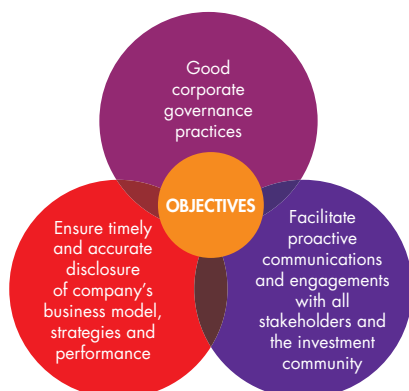 Good
corporate
governance
practices
OBJECTIVES
Ensure timely
and accurate
disclosure
of company's
business model,
strategies and
performance
Facilitate
proactive
communications
and engagements
with all
stakeholders and
the investment
community